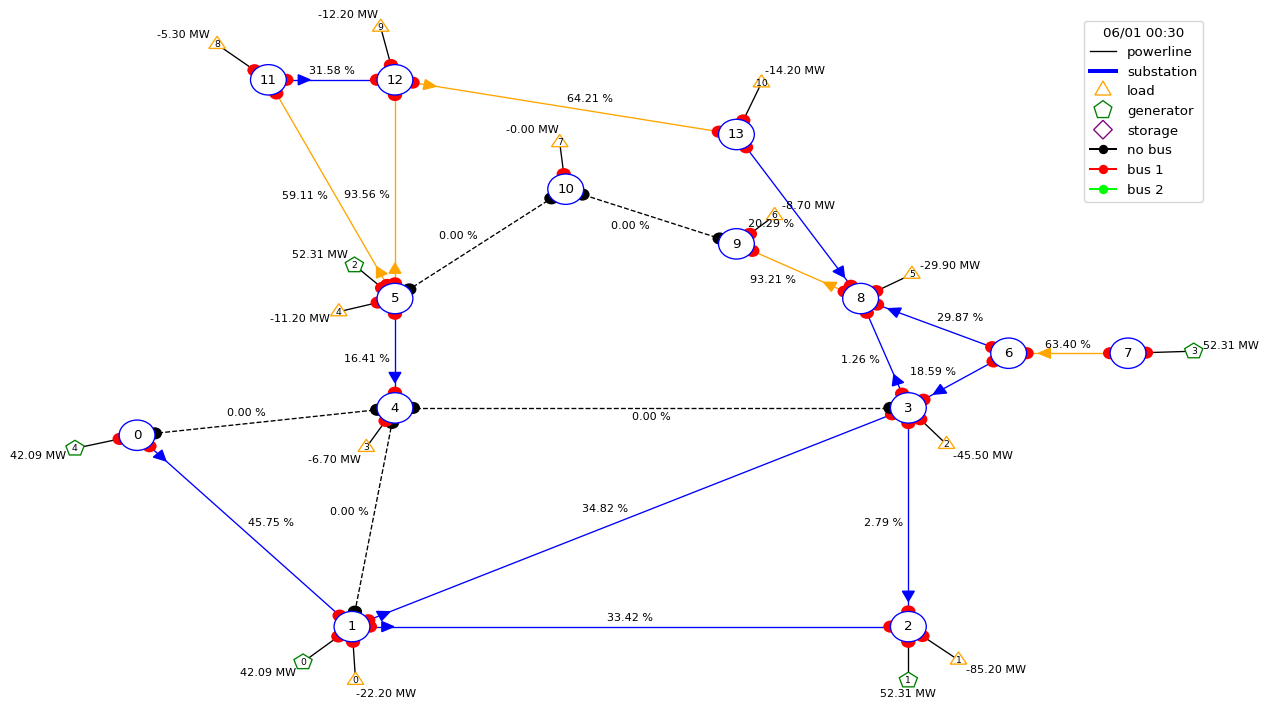 -12.20 MW
9
-5.30 MW
8
06/01 00:30
powerline
substation
load
generator
storage
no bus
bus 1
bus 2
11
31.58 %
12
-14.20 MW
10
64.21 %
13
-0.00 MW
7
59.11 %
93.56 %
10
-8.70 MW
6
20.29 %
0.00 %
0.00 %
9
52.31 MW
2
93.21 %
-29.90 MW
5
5
8
-11.20 MW
4
29.87 %
16.41 %
1.26 %
18.59 %
6
63.40 %
7
3
52.31 MW
0.00 %
4
0.00 %
3
0
4
42.09 MW
3
-6.70 MW
2
-45.50 MW
0.00 %
34.82 %
45.75 %
2.79 %
1
33.42 %
2
0
42.09 MW
0
-22.20 MW
1
-85.20 MW
1
52.31 MW